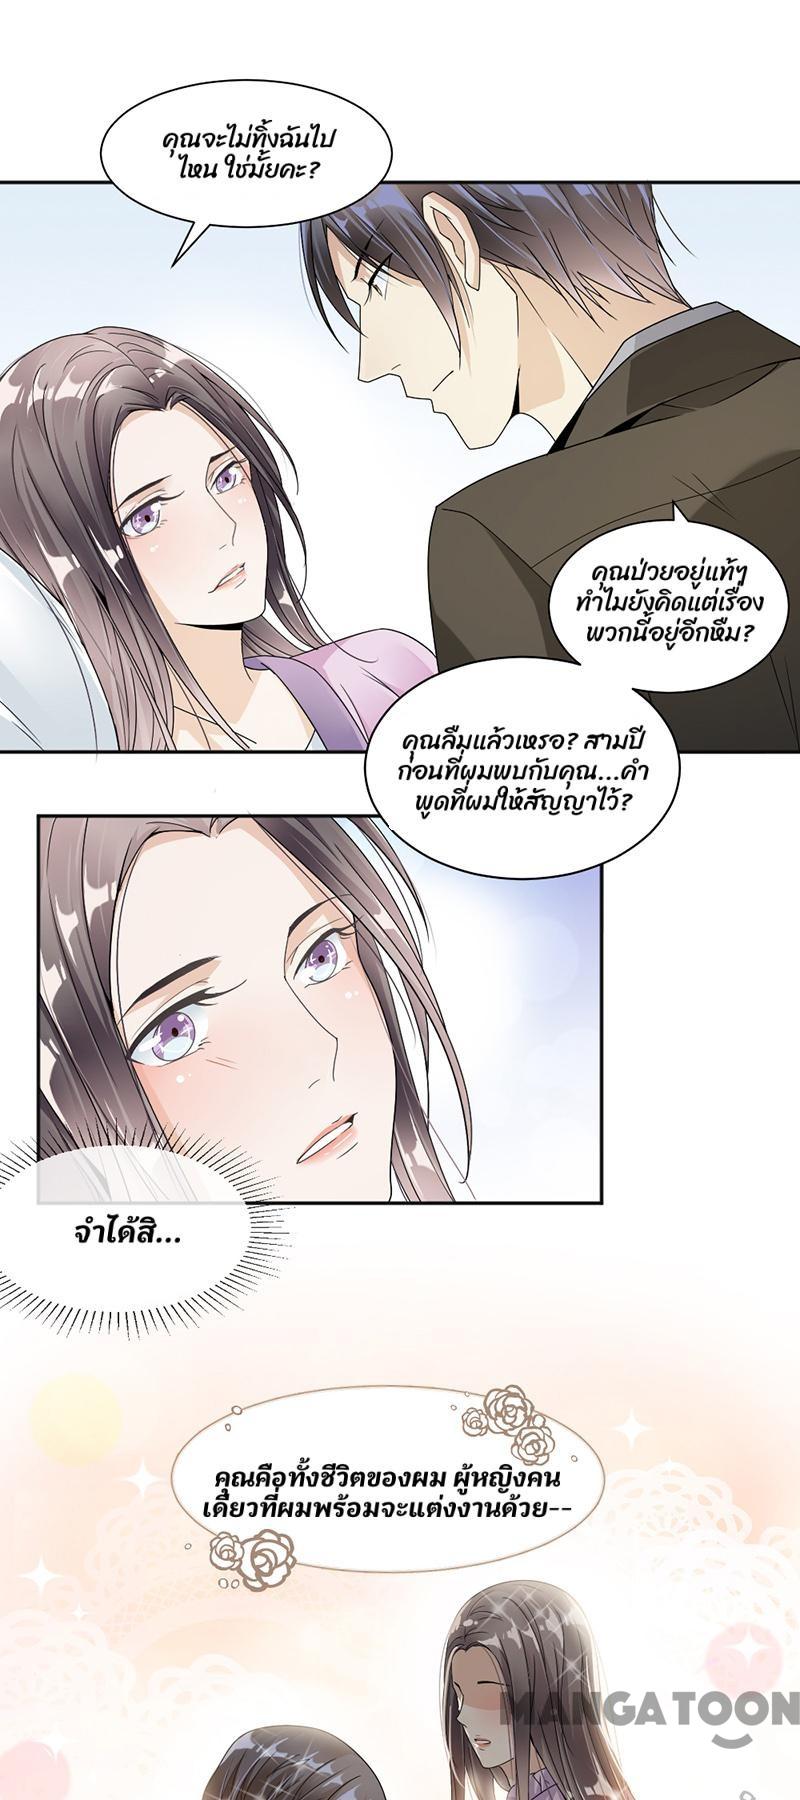 คุณจะไม่ทิ้งฉันไป
ไหน ใช่มั้ยคะ?
คุณป่วยอยู่แท้ๆ
ทำไมยังคิดแต่เรื่อง
พวกนี้อยู่อีกหืม?
คุณลืมแล้วเหรอ? สามปี
ก่อนที่ผมพบกับคุณ...คำ
พูดที่ผมให้สัญญาไว้?
จำได้สิ...
คุณคือทั้งชีวิตของผม ผู้หญิงคน
เดียวที่ผมพร้อมจะแต่งงานด้วย--
MANGATOON